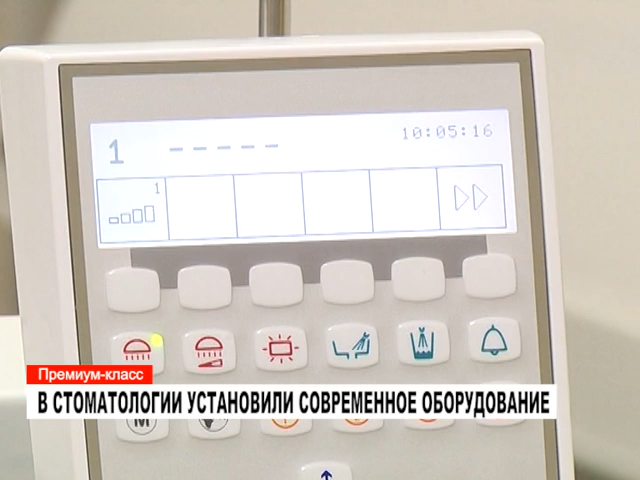 1 - - - - - 10:05:16
1
Премиум-класс
В СТОМАТОЛОГИИ УСТАНОВИЛИ СОВРЕМЕННОЕ ОБОРУДОВАНИЕ
M